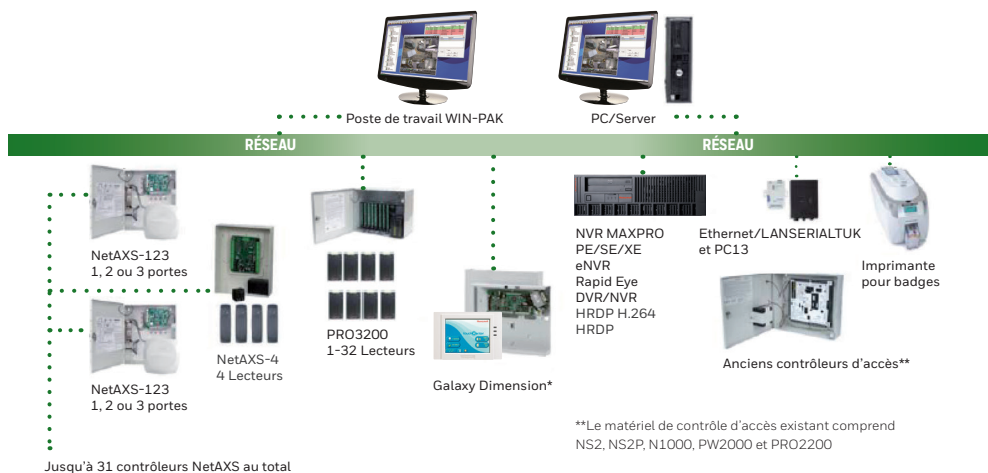 Poste de travail WIN-PAK
PC/Server
RÉSEAU
RÉSEAU
NetAXS-123
1, 2 ou 3 portes
NetAXS-4
4 Lecteurs
NetAXS-123
1, 2 ou 3 portes
PRO3200
1-32 Lecteurs
Galaxy Dimension*
NVR MAXPRO
PE/SE/XE
eNVR
Rapid Eye
DVR/NVR
HRDP H.264
HRDP
Ethernet/LANSERIALTUK
et PC13
Imprimante
pour badges
Anciens contrôleurs d'accès**
**Le matériel de contrôle d'accès existant comprend
NS2, NS2P, N1000, PW2000 et PRO2200
Jusqu'à 31 contrôleurs NetAXS au total